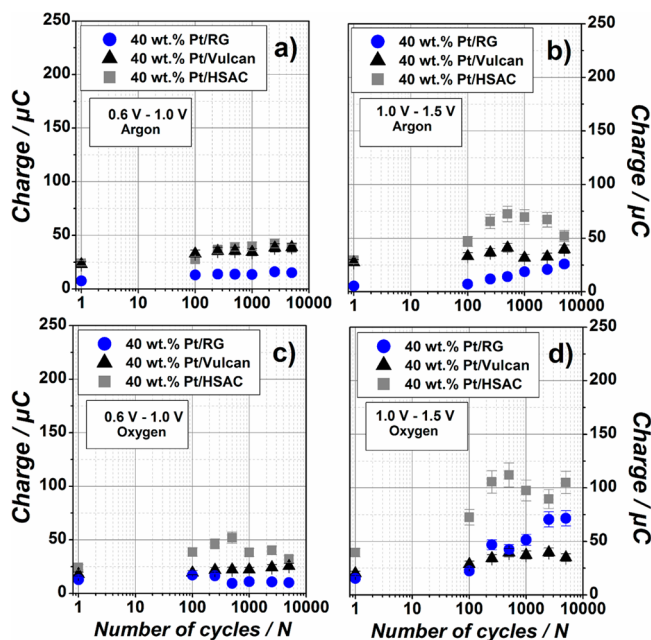 a)
40 wt.% Pt/RG
40 wt.% Pt/Vulcan
40 wt.% Pt/HSAC
0.6 V - 1.0 V
Argon
Charge / µC
250
200
150
100
50
0
1
10
100
1000
10000
b)
40 wt.% Pt/RG
40 wt.% Pt/Vulcan
40 wt.% Pt/HSAC
1.0 V - 1.5 V
Argon
Charge / µC
250
200
150
100
50
0
1
10
100
1000
10000
c)
40 wt.% Pt/RG
40 wt.% Pt/Vulcan
40 wt.% Pt/HSAC
0.6 V - 1.0 V
Oxygen
Charge / µC
250
200
150
100
50
0
1
10
100
1000
10000
Number of cycles / N
d)
40 wt.% Pt/RG
40 wt.% Pt/Vulcan
40 wt.% Pt/HSAC
1.0 V - 1.5 V
Oxygen
Charge / µC
250
200
150
100
50
0
1
10
100
1000
10000
Number of cycles / N